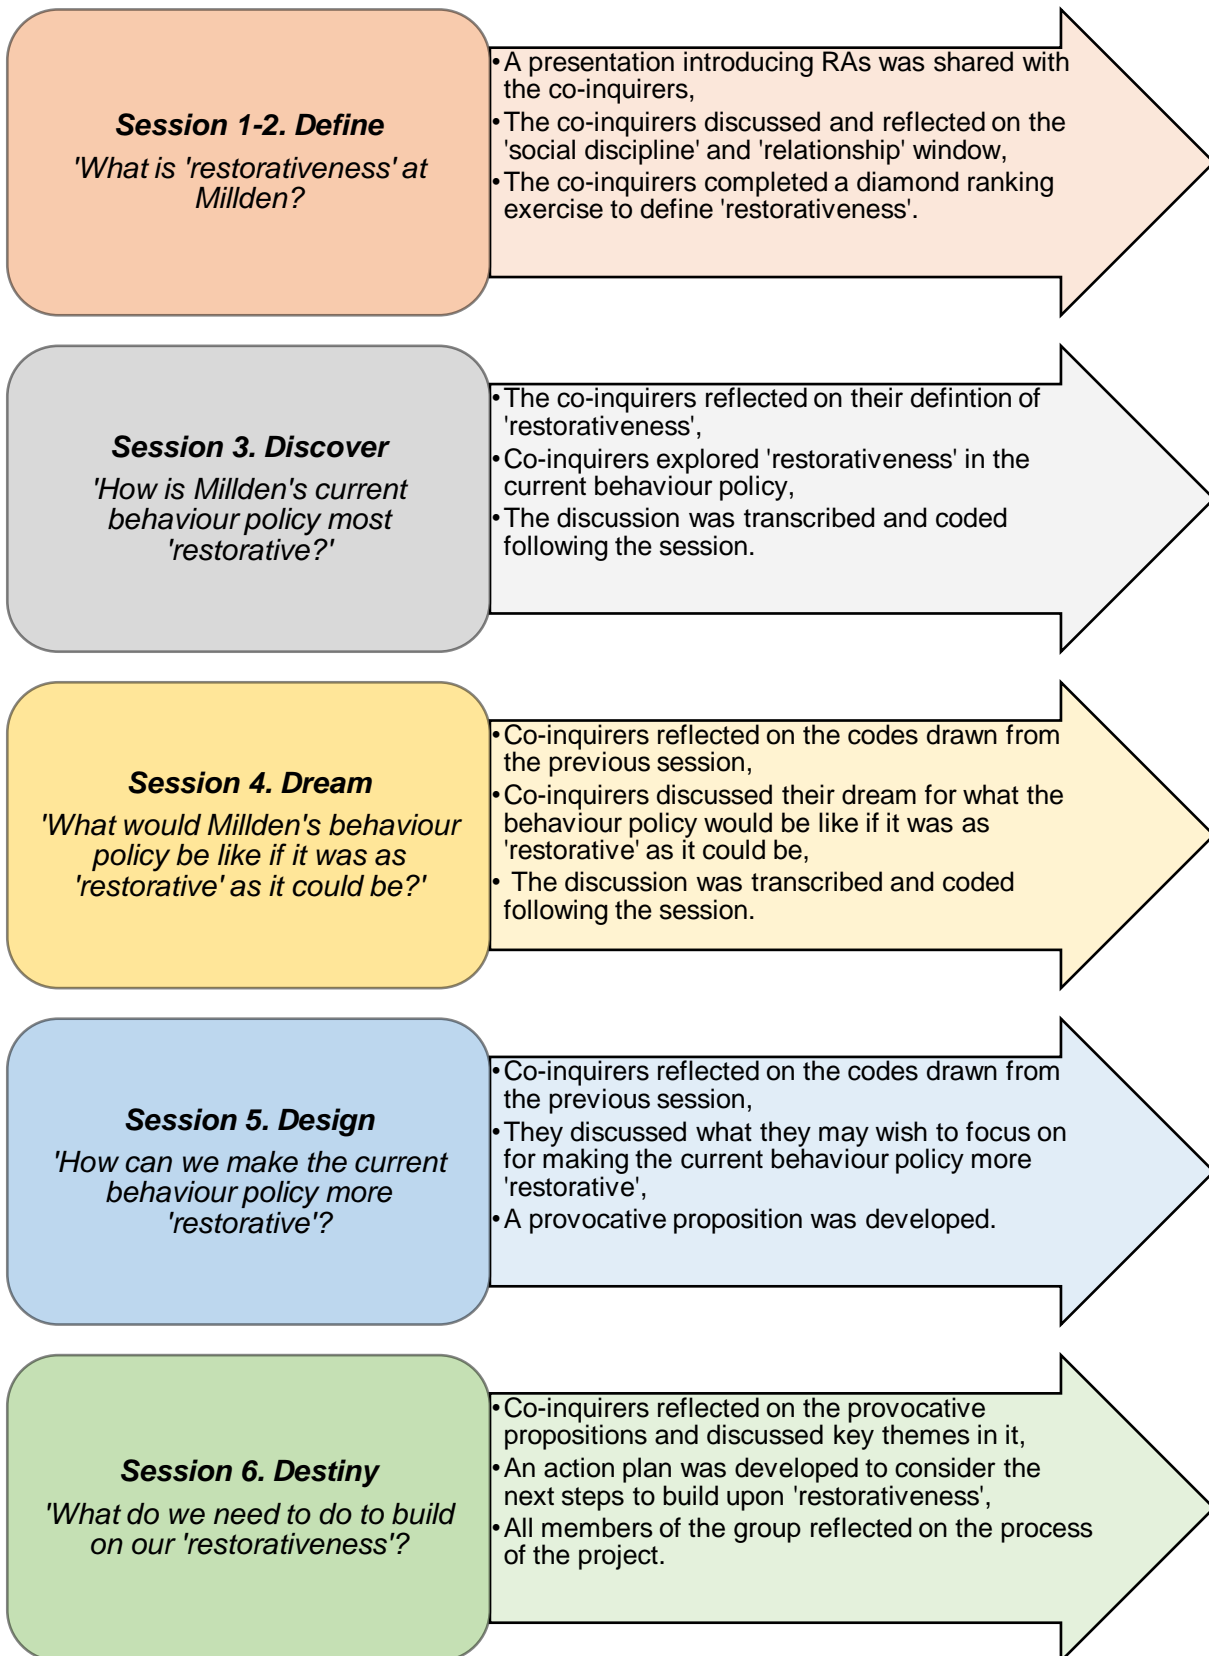 Session 1-2. Define
'What is 'restorativeness' at
Millden?
•A presentation introducing RAs was shared with
the co-inquirers,
•The co-inquirers discussed and reflected on the
'social discipline' and 'relationship' window,
•The co-inquirers completed a diamond ranking
exercise to define 'restorativeness'.
Session 3. Discover
'How is Millden's current
behaviour policy most
'restorative?'
•The co-inquirers reflected on their defintion of
'restorativeness',
•Co-inquirers explored 'restorativeness' in the
current behaviour policy,
•The discussion was transcribed and coded
following the session.
Session 4. Dream
'What would Millden's behaviour
policy be like if it was as
'restorative' as it could be?'
•Co-inquirers reflected on the codes drawn from
the previous session,
•Co-inquirers discussed their dream for what the
behaviour policy would be like if it was as
'restorative' as it could be,
• The discussion was transcribed and coded
following the session.
Session 5. Design
'How can we make the current
behaviour policy more
'restorative'?
•Co-inquirers reflected on the codes drawn from
the previous session,
•They discussed what they may wish to focus on
for making the current behaviour policy more
'restorative',
•A provocative proposition was developed.
Session 6. Destiny
'What do we need to do to build
on our 'restorativeness'?
•Co-inquirers reflected on the provocative
propositions and discussed key themes in it,
•An action plan was developed to consider the
next steps to build upon 'restorativeness',
•All members of the group reflected on the process
of the project.